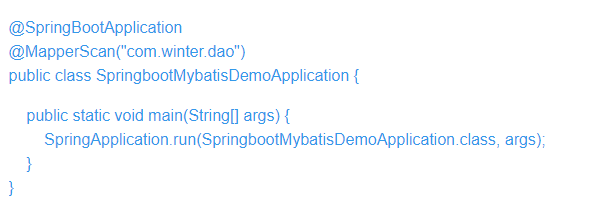 @SpringBootApplication
@MapperScan("com.winter.dao")
public class SpringbootMybatisDemoApplication {
    public static void main(String[] args) {
        SpringApplication.run(SpringbootMybatisDemoApplication.class, args);
    }
}